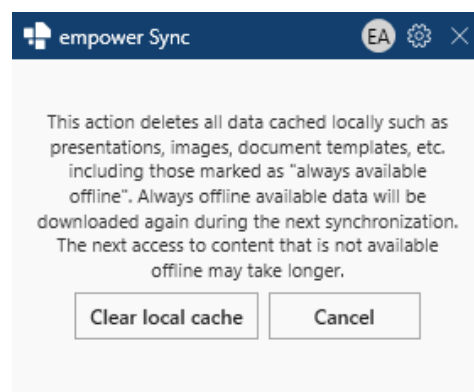 empower Sync EA
This action deletes all data cached locally such as
presentations, images, document templates, etc.
including those marked as "always available
offline". Always offline available data will be
downloaded again during the next synchronization.
The next access to content that is not available
offline may take longer.
Clear local cache Cancel